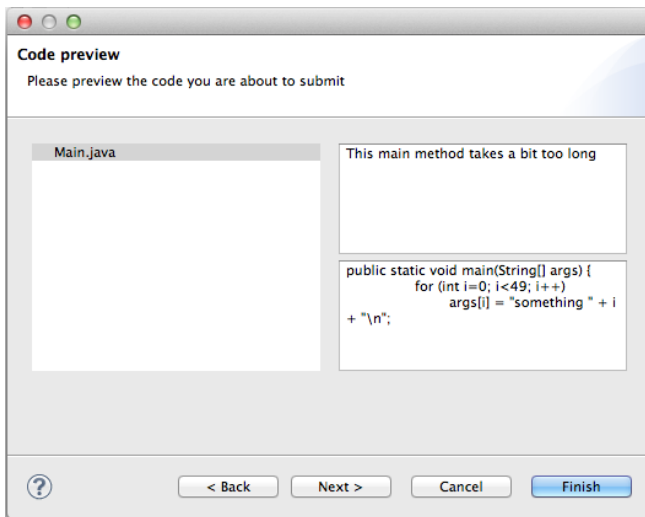 Code preview
Please preview the code you are about to submit
Main.java
This main method takes a bit too long
public static void main(String[] args) {
for (int i=0; i<49; i++)
args[i] = "something " + i
+ "\n";
?
< Back
Next >
Cancel
Finish